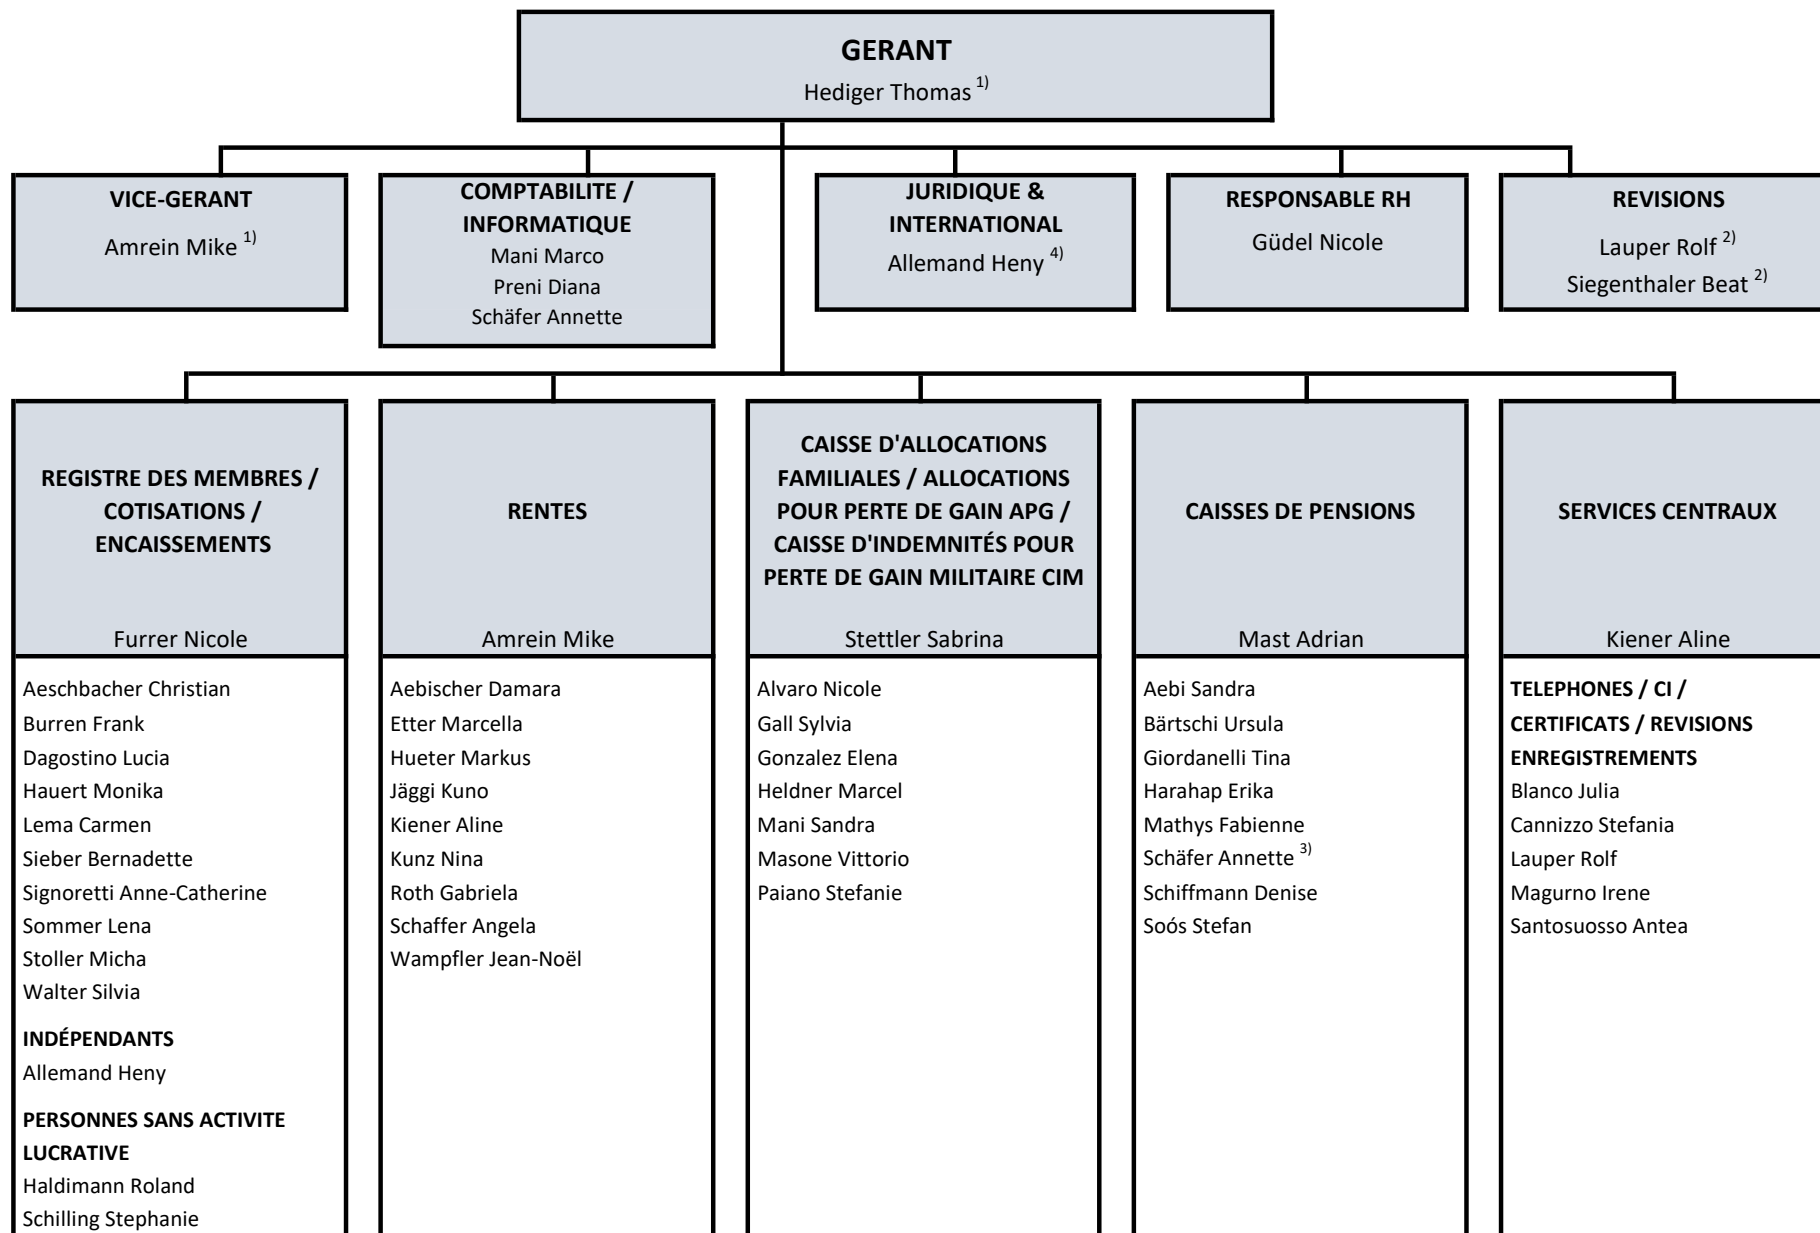 GERANT
Hediger Thomas 1)
VICE-GERANT
Amrein Mike 1)
COMPTABILITE /
INFORMATIQUE
Mani Marco
Preni Diana
Schäfer Annette
JURIDIQUE &
INTERNATIONAL
Allemand Heny 4)
RESPONSABLE RH
Güdel Nicole
REVISIONS
Lauper Rolf 2)
Siegenthaler Beat 2)
REGISTRE DES MEMBRES /
COTISATIONS /
ENCAISSEMENTS
Furrer Nicole
Aeschbacher Christian
Burren Frank
Dagostino Lucia
Hauert Monika
Lema Carmen
Sieber Bernadette
Signoretti Anne-Catherine
Sommer Lena
Stoller Micha
Walter Silvia
INDÉPENDANTS
Allemand Heny
PERSONNES SANS ACTIVITE
LUCRATIVE
Haldimann Roland
Schilling Stephanie
RENTES
Amrein Mike
Aebischer Damara
Etter Marcella
Hueter Markus
Jäggi Kuno
Kiener Aline
Kunz Nina
Roth Gabriela
Schaffer Angela
Wampfler Jean-Noël
CAISSE D'ALLOCATIONS
FAMILIALES / ALLOCATIONS
POUR PERTE DE GAIN APG /
CAISSE D'INDEMNITÉS POUR
PERTE DE GAIN MILITAIRE CIM
Stettler Sabrina
Alvaro Nicole
Gall Sylvia
Gonzalez Elena
Heldner Marcel
Mani Sandra
Masone Vittorio
Paiano Stefanie
CAISSES DE PENSIONS
Mast Adrian
Aebi Sandra
Bärtschi Ursula
Giordanelli Tina
Harahap Erika
Mathys Fabienne
Schäfer Annette 3)
Schiffmann Denise
Soós Stefan
SERVICES CENTRAUX
Kiener Aline
TELEPHONES / CI /
CERTIFICATS / REVISIONS
ENREGISTREMENTS
Blanco Julia
Cannizzo Stefania
Lauper Rolf
Magurno Irene
Santosuosso Antea